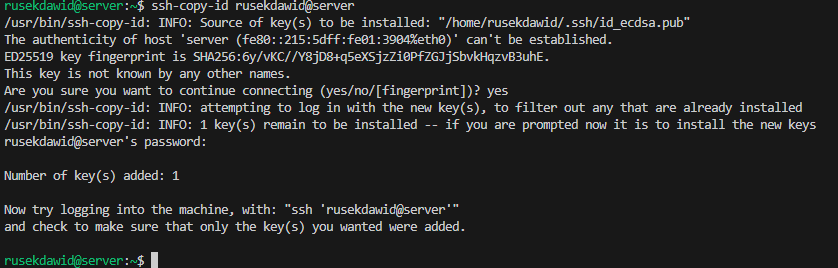 rusekdawid@server:~$ ssh-copy-id rusekdawid@server
/usr/bin/ssh-copy-id: INFO: Source of key(s) to be installed: "/home/rusekdawid/.ssh/id_ecdsa.pub"
The authenticity of host 'server (fe80::215:5dff:fe01:3904%eth0)' can't be established.
ED25519 key fingerprint is SHA256:6y/vKC//Y8jD8+q5eXSjzZi0PfZGJjSbvkHqzvB3uhE.
This key is not known by any other names.
Are you sure you want to continue connecting (yes/no/[fingerprint])? yes
/usr/bin/ssh-copy-id: INFO: attempting to log in with the new key(s), to filter out any that are already installed
/usr/bin/ssh-copy-id: INFO: 1 key(s) remain to be installed -- if you are prompted now it is to install the new keys
rusekdawid@server's password:
Number of key(s) added: 1
Now try logging into the machine, with: "ssh 'rusekdawid@server'"
and check to make sure that only the key(s) you wanted were added.
rusekdawid@server:~$